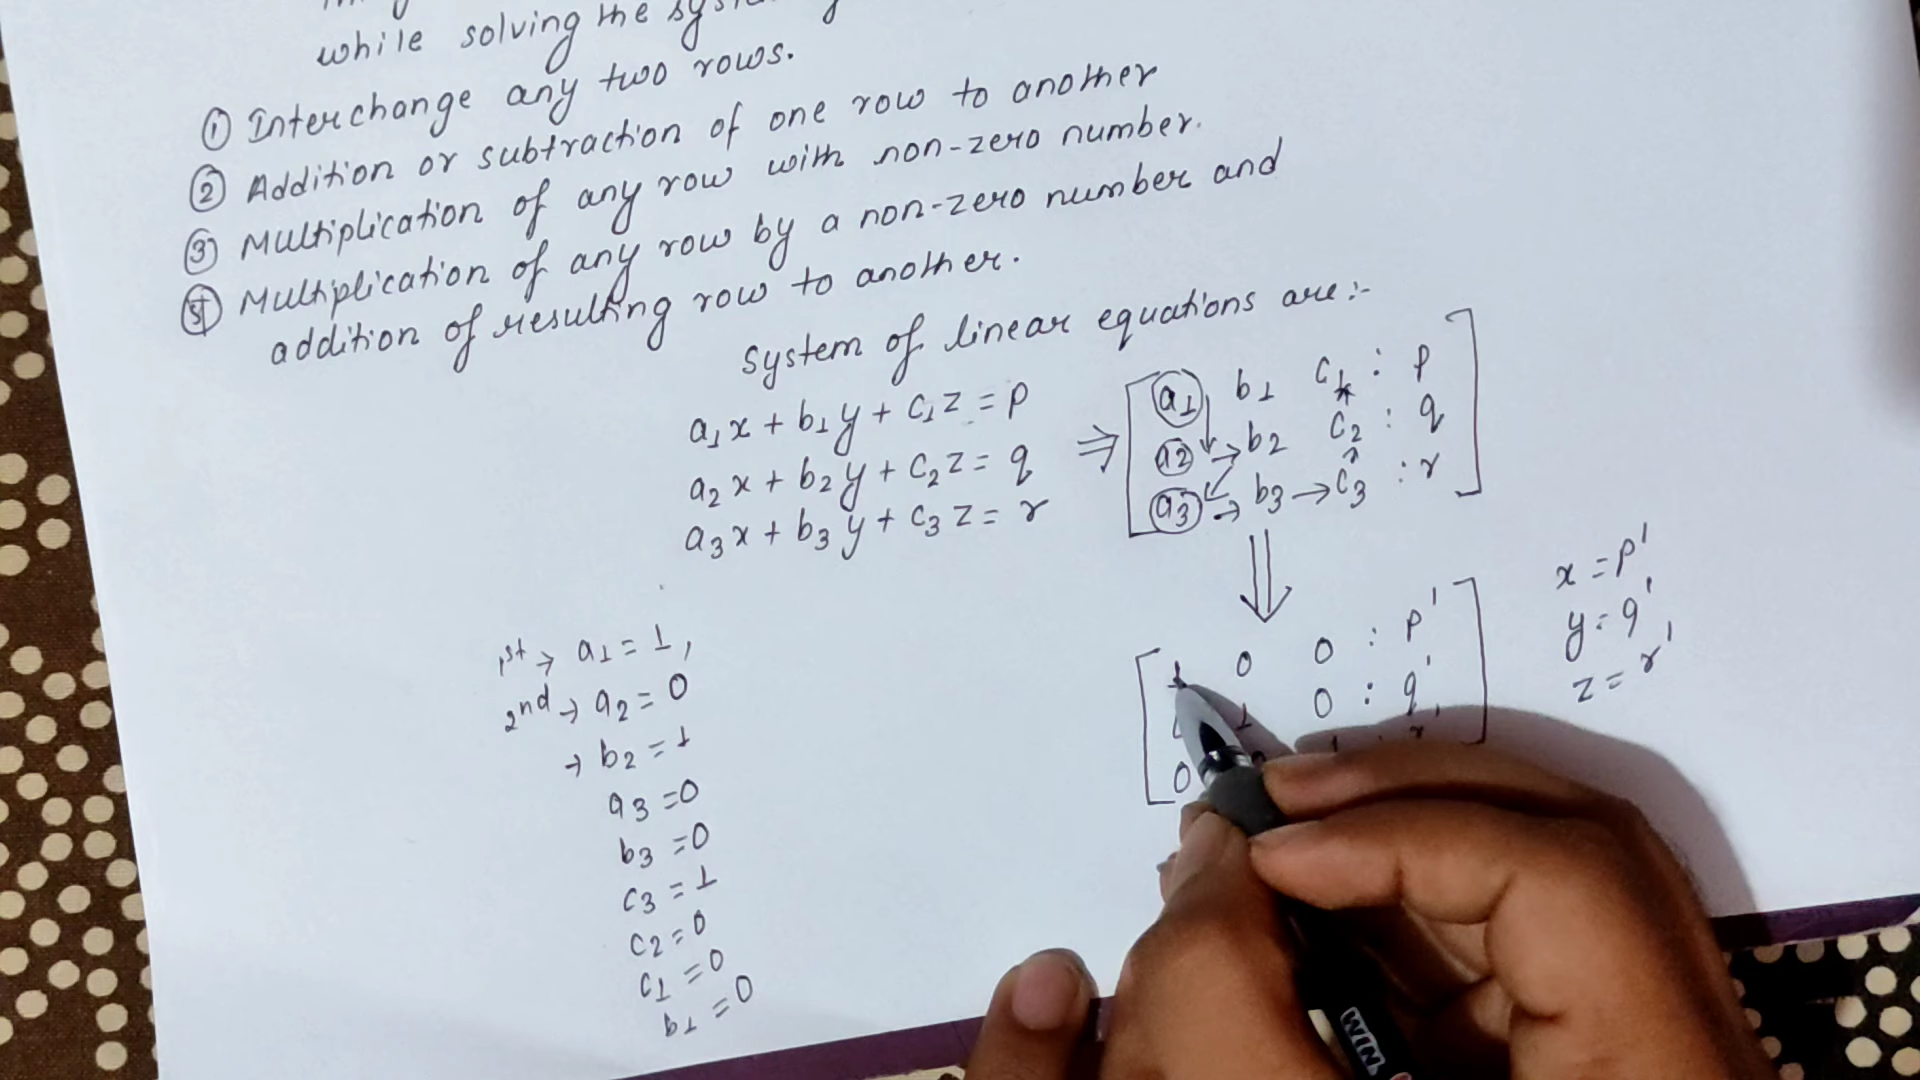 while solving the
① Interchange any two rows.
② Addition or subtraction of one row to another
③ Multiplication of any row with non-zero number.
Multiplication of any row by a non-zero number and
addition of resulting row to another.
System of linear equations are :-
a₁x + b₁y + c₁z = p
a₂x + b₂y + c₂z = q
a₃x + b₃y + c₃z = r
⇒
a₁ b₁ c₁ : p
a₂ → b₂ c₂ : q
a₃ → b₃ → c₃ : r
1 0 0 : p'
1 0 : q'
0
x = p'
y = q'
z = r'
1st → a₁ = 1,
2nd → a₂ = 0
→ b₂ = 1
a₃ = 0
b₃ = 0
c₃ = 1
c₂ = 0
c₁ = 0
b₁ = 0
WIN